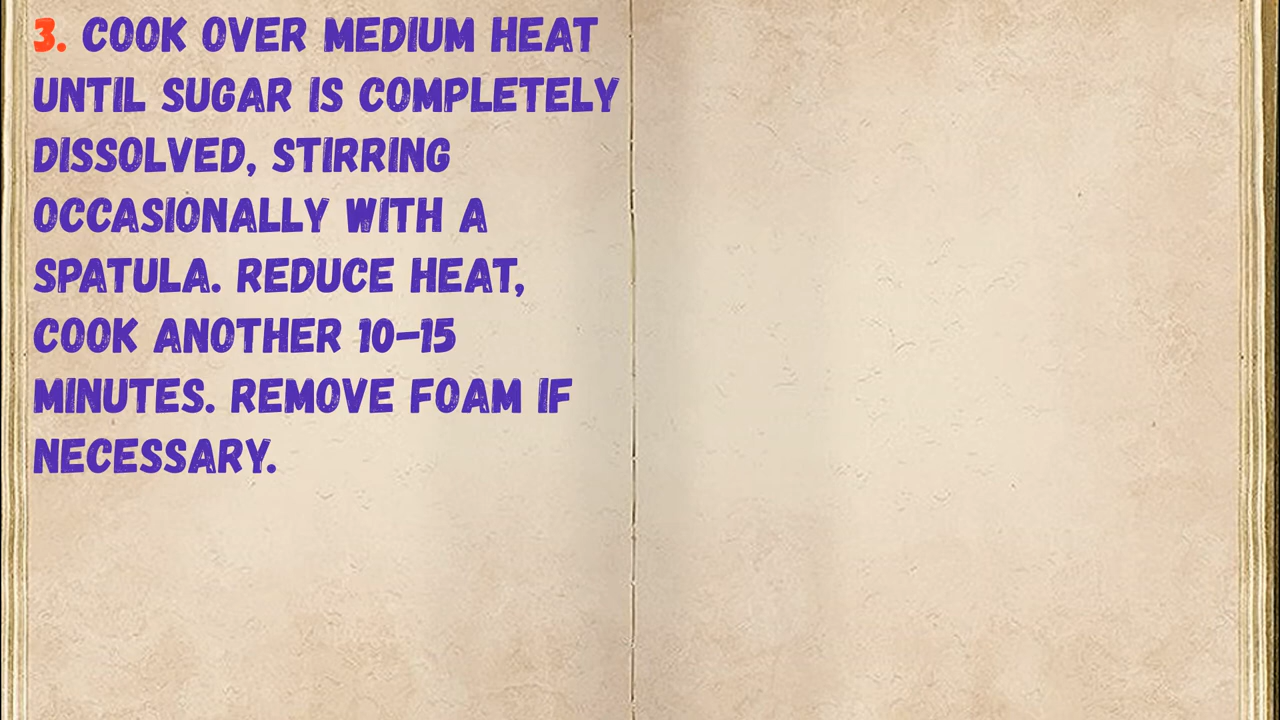 3. COOK OVER MEDIUM HEAT
UNTIL SUGAR IS COMPLETELY
DISSOLVED, STIRRING
OCCASIONALLY WITH A
SPATULA. REDUCE HEAT,
COOK ANOTHER 10–15
MINUTES. REMOVE FOAM IF
NECESSARY.